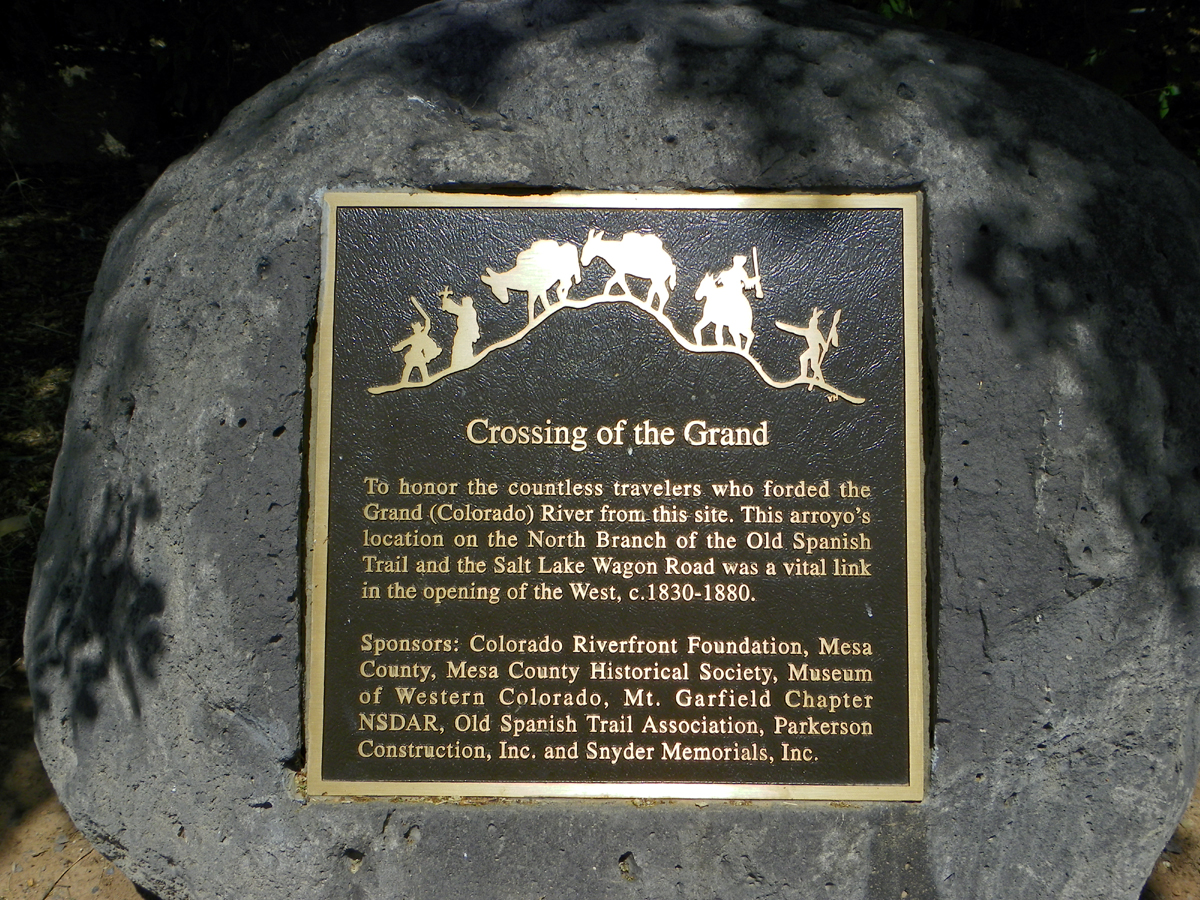 Crossing of the Grand
To honor the countless travelers who forded the
Grand (Colorado) River from this site. This arroyo's
location on the North Branch of the Old Spanish
Trail and the Salt Lake Wagon Road was a vital link
in the opening of the West, c.1830-1880.
Sponsors: Colorado Riverfront Foundation, Mesa
County, Mesa County Historical Society, Museum
of Western Colorado, Mt. Garfield Chapter
NSDAR, Old Spanish Trail Association, Parkerson
Construction, Inc. and Snyder Memorials, Inc.